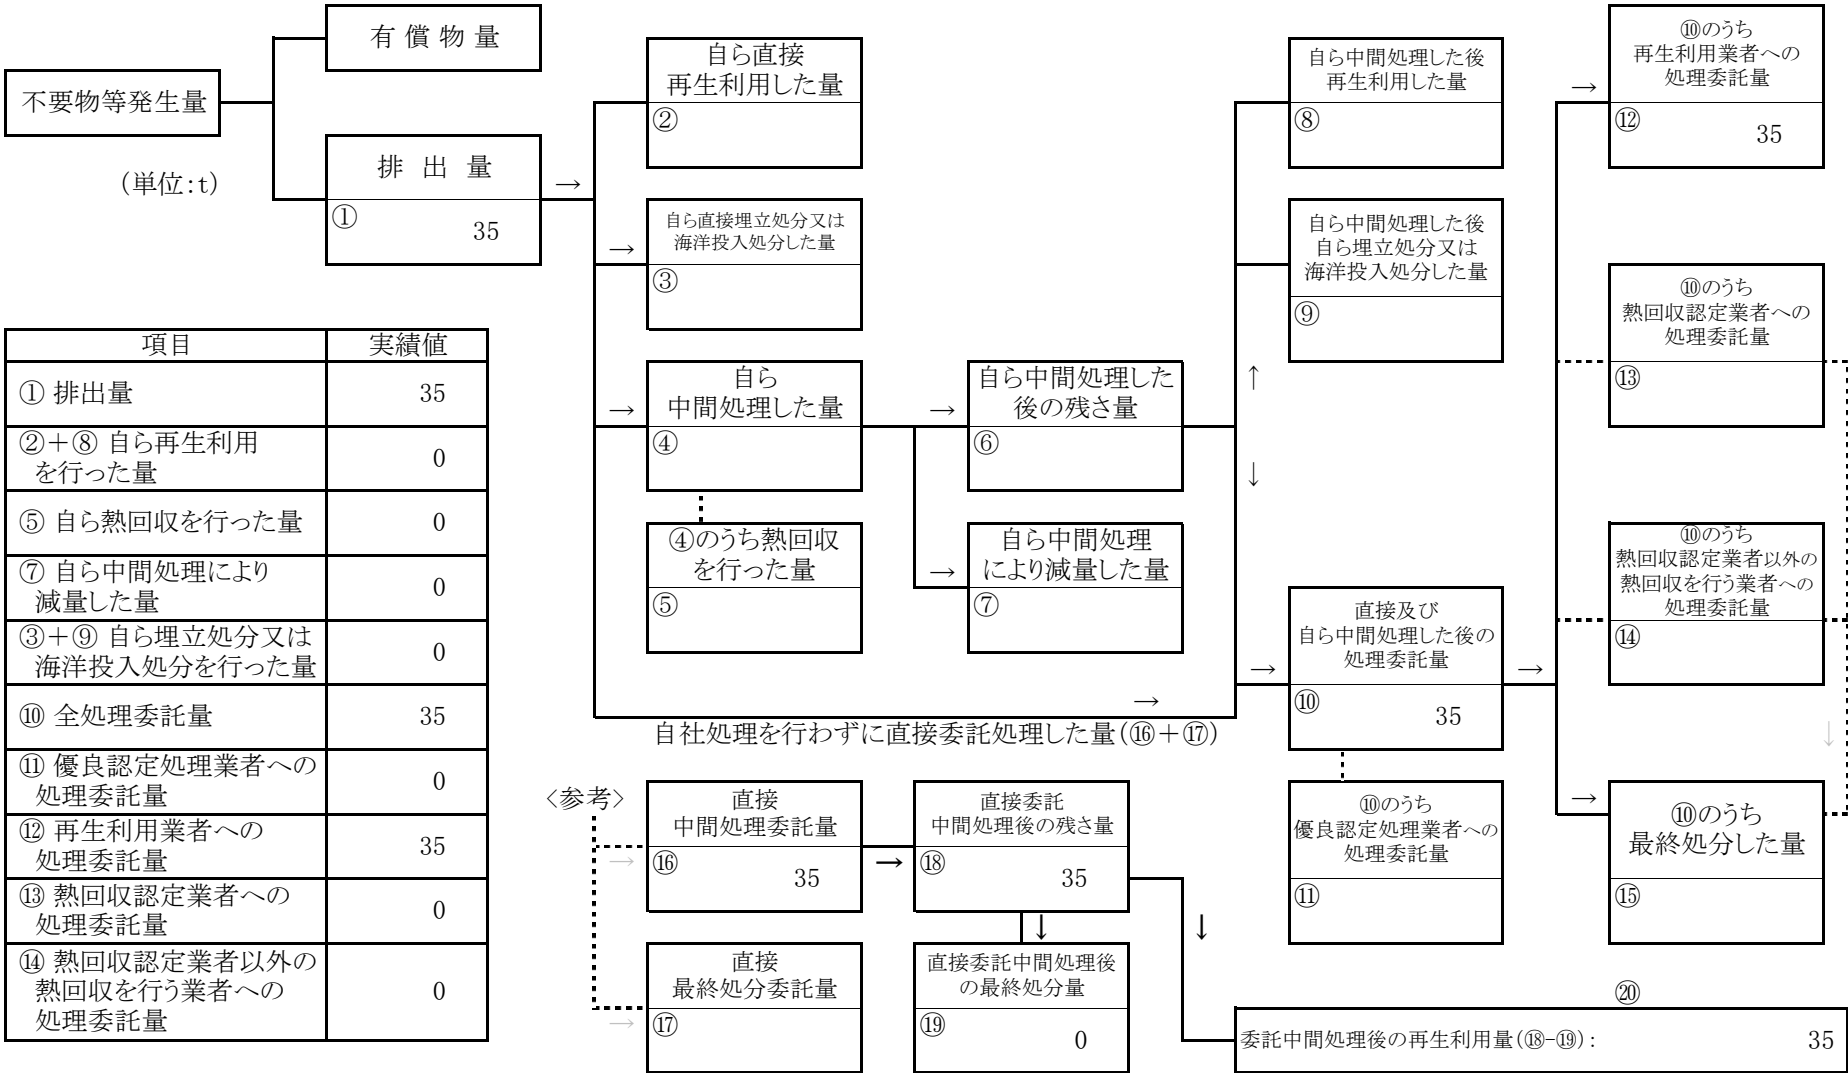 有 償 物 量
不要物等発生量
(単位:t)
排 出 量
→
①
35
自ら直接
再生利用した量
②
→
自ら直接埋立処分又は
海洋投入処分した量
③
→
自ら
中間処理した量
④
④のうち熱回収
を行った量
⑤
→
自ら中間処理した
後の残さ量
⑥
→
自ら中間処理
により減量した量
⑦
自ら中間処理した後
再生利用した量
⑧
自ら中間処理した後
自ら埋立処分又は
海洋投入処分した量
⑨
↑
↓
→
自社処理を行わずに直接委託処理した量(⑯+⑰)
→
直接及び
自ら中間処理した後の
処理委託量
⑩
35
→
⑩のうち
優良認定処理業者への
処理委託量
⑪
→
⑩のうち
再生利用業者への
処理委託量
⑫
35
⑩のうち
熱回収認定業者への
処理委託量
⑬
⑩のうち
熱回収認定業者以外の
熱回収を行う業者への
処理委託量
⑭
↓
→
⑩のうち
最終処分した量
⑮
項目 実績値
① 排出量 35
②+⑧ 自ら再生利用
を行った量 0
⑤ 自ら熱回収を行った量 0
⑦ 自ら中間処理により
減量した量 0
③+⑨ 自ら埋立処分又は
海洋投入処分を行った量 0
⑩ 全処理委託量 35
⑪ 優良認定処理業者への
処理委託量 0
⑫ 再生利用業者への
処理委託量 35
⑬ 熱回収認定業者への
処理委託量 0
⑭ 熱回収認定業者以外の
熱回収を行う業者への
処理委託量 0
<参考>
→
直接
中間処理委託量
⑯
35
→
直接委託
中間処理後の残さ量
⑱
35
↓
↓
→
直接
最終処分委託量
⑰
直接委託中間処理後
の最終処分量
⑲
0
⑳
委託中間処理後の再生利用量(⑱-⑲): 35